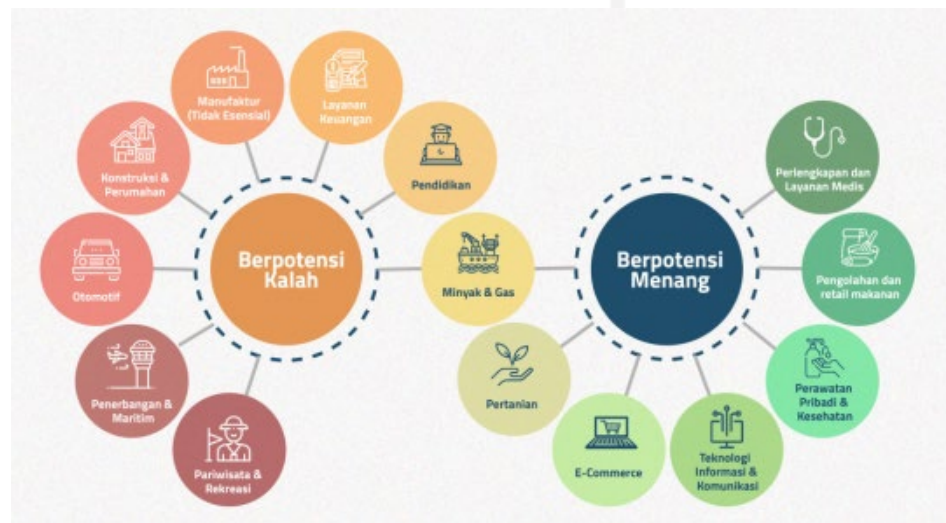 Manufaktur
(Tidak Esensial)
Layanan
Keuangan
Konstruksi &
Perumahan
Pendidikan
Otomotif
Berpotensi
Kalah
Minyak & Gas
Penerbangan &
Maritim
Pariwisata &
Rekreasi
Berpotensi
Menang
Perlengkapan dan
Layanan Medis
Pengolahan dan
retail makanan
Perawatan
Pribadi &
Kesehatan
Teknologi
Informasi &
Komunikasi
E-Commerce
Pertanian